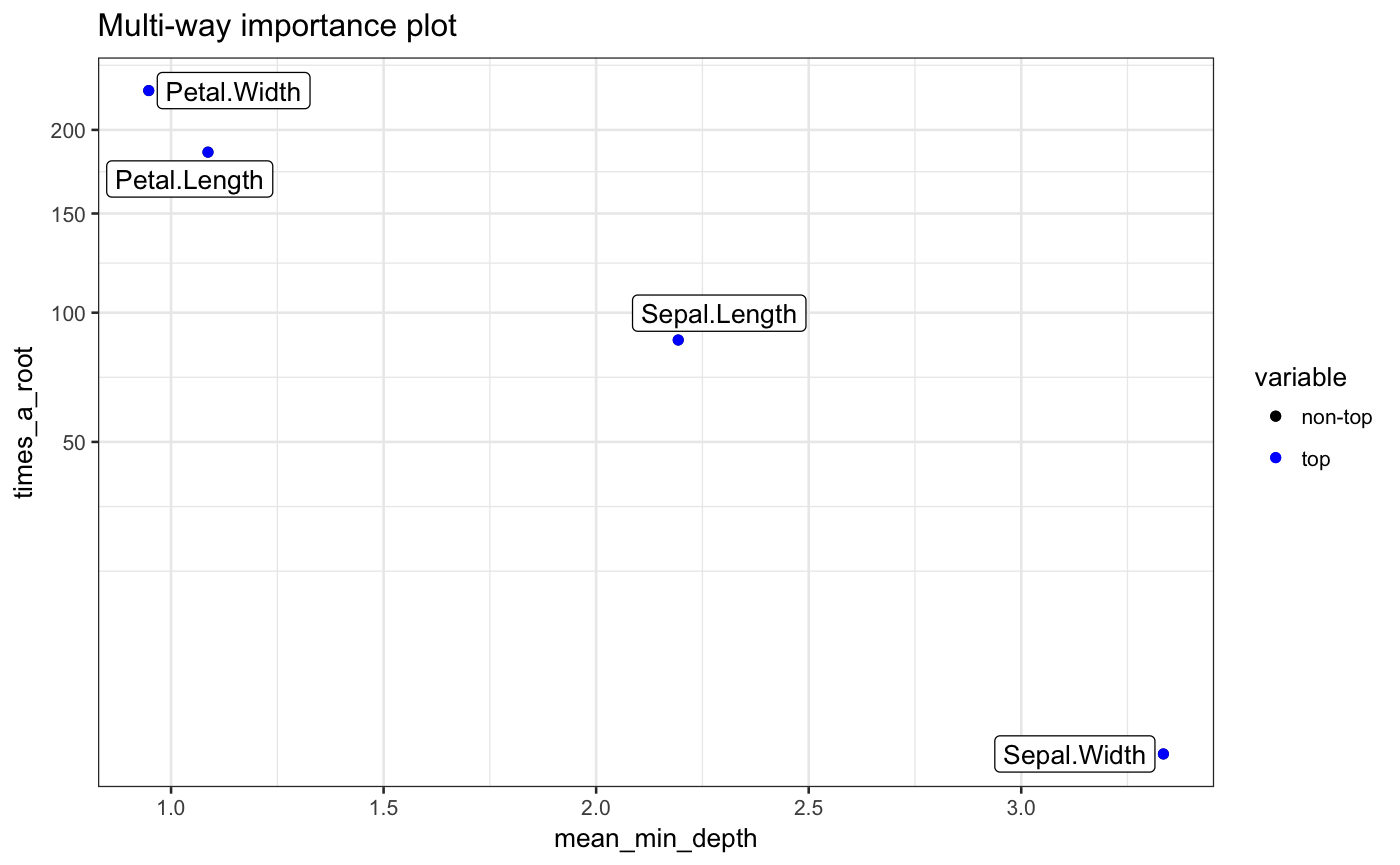 Multi-way importance plot
Petal.Width
200
Petal.Length
150
Sepal.Length
100
times_a_root
variable
non-top
50
top
Sepal.Width
1.0 1.5 2.0 2.5 3.0
mean_min_depth